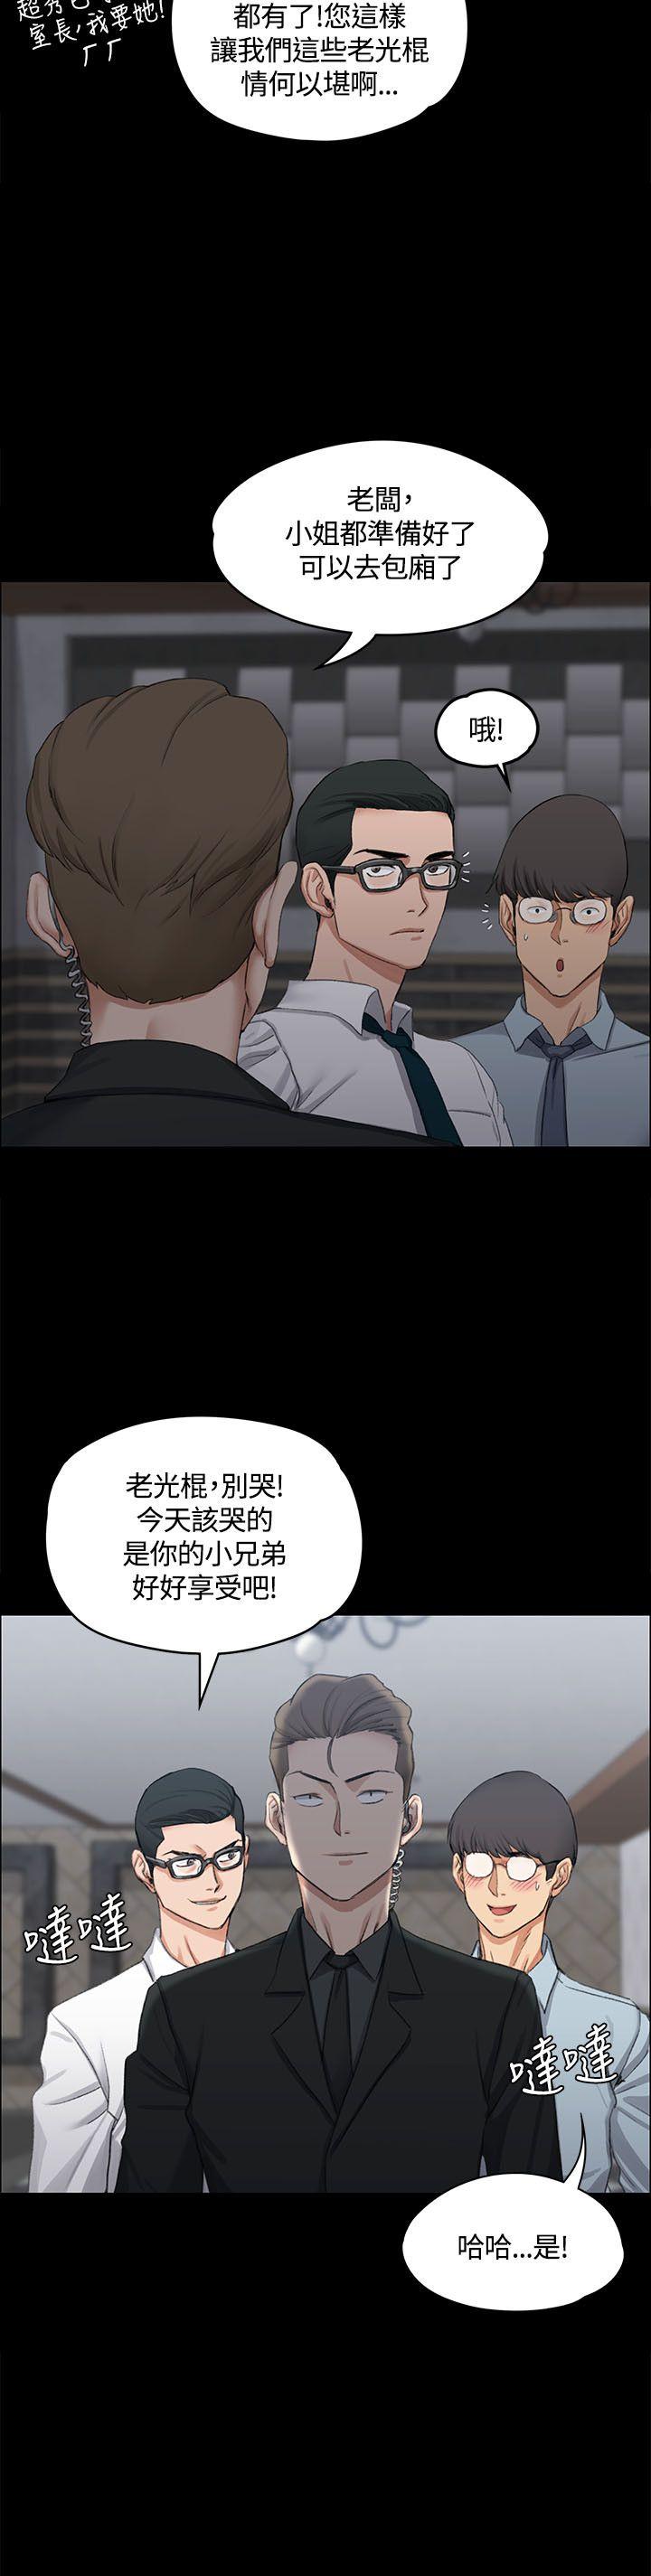 室長，我要她！
ㄏㄏ
都有了！您這樣
讓我們這些老光棍
情何以堪啊...
老闆，
小姐都準備好了
可以去包廂了
哦！
老光棍，別哭！
今天該哭的
是你的小兄弟
好好享受吧！
噠噠
噠噠
哈哈...是！